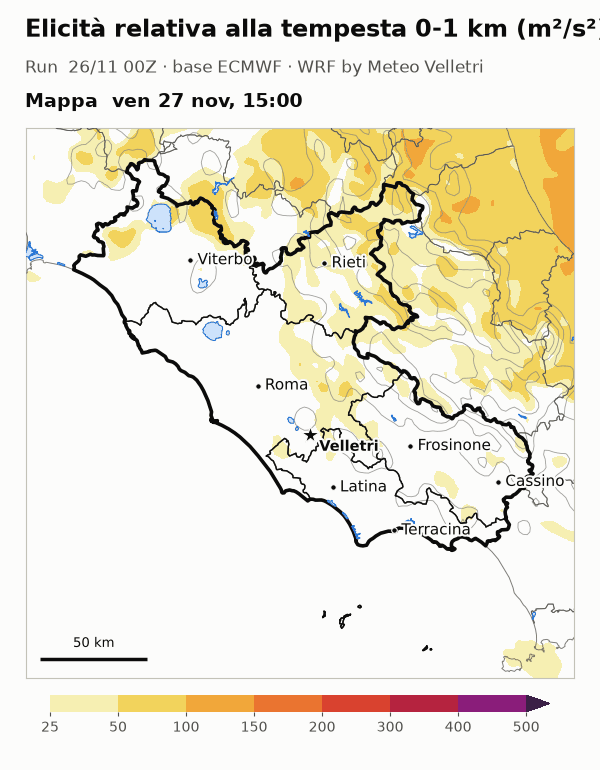 Elicità relativa alla tempesta 0-1 km (m²/s²)
Run 26/11 00Z · base ECMWF · WRF by Meteo Velletri
Mappa ven 27 nov, 15:00
Viterbo
Rieti
Roma
Velletri
Frosinone
Cassino
Latina
Terracina
50 km
25 50 100 150 200 300 400 500